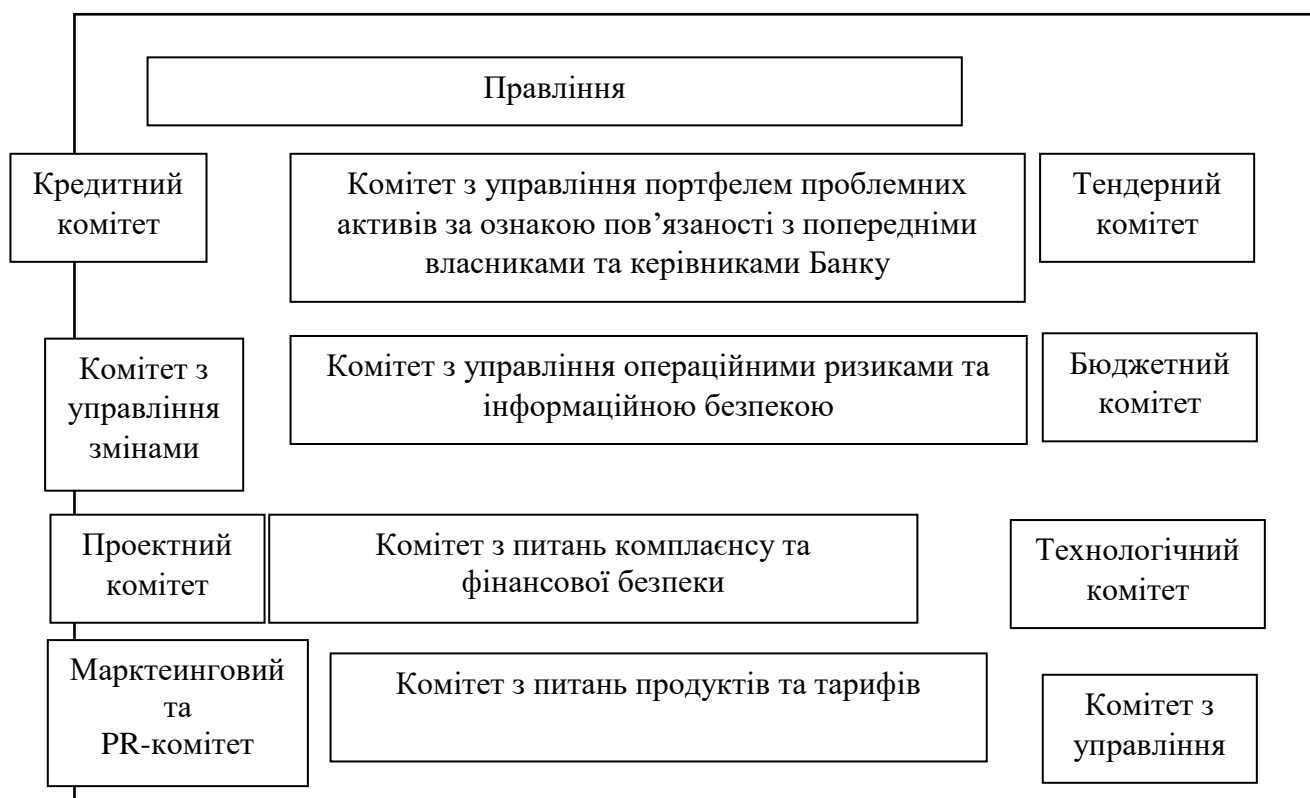 Правління
Кредитний
комітет
Комітет з управління портфелем проблемних
активів за ознакою пов’язаності з попередніми
власниками та керівниками Банку
Тендерний
комітет
Комітет з
управління
змінами
Комітет з управління операційними ризиками та
інформаційною безпекою
Бюджетний
комітет
Проектний
комітет
Комітет з питань комплаєнсу та
фінансової безпеки
Технологічний
комітет
Марктеинговий
та
PR-комітет
Комітет з питань продуктів та тарифів
Комітет з
управління